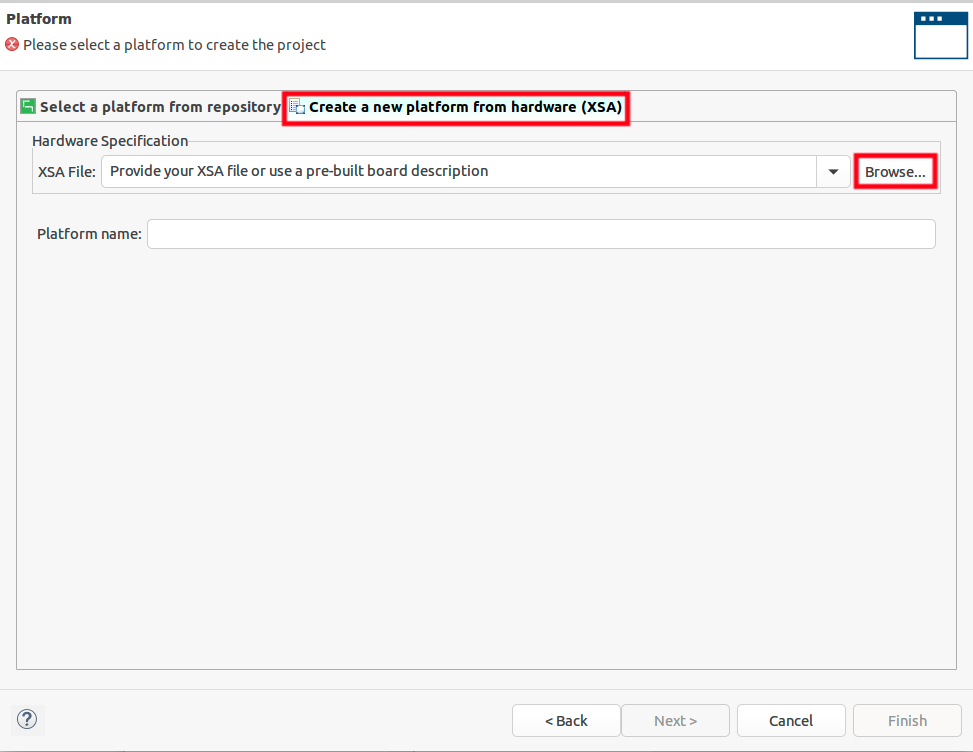 Platform
Please select a platform to create the project
Select a platform from repository Create a new platform from hardware (XSA)
Hardware Specification
XSA File: Provide your XSA file or use a pre-built board description Browse...
Platform name:
? < Back Next > Cancel Finish